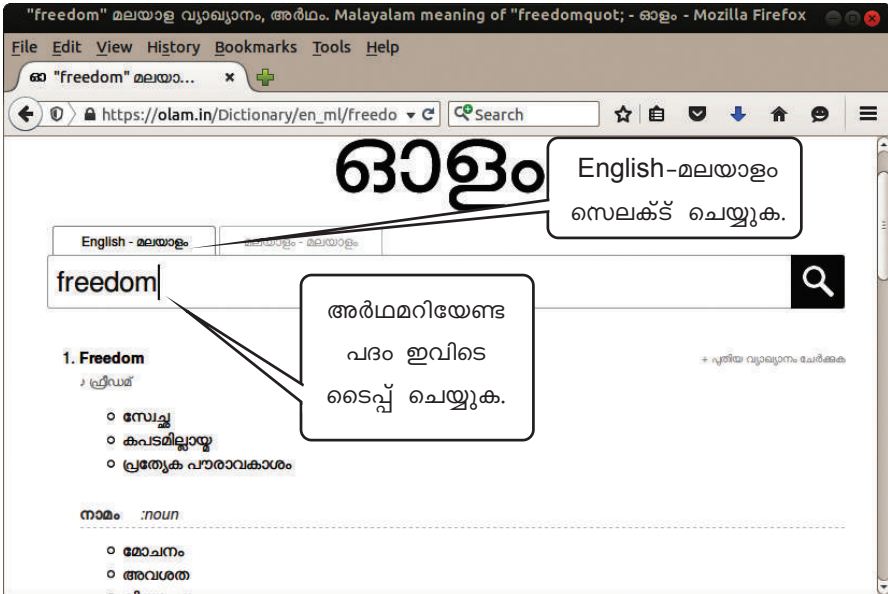 "freedom" മലയാള വ്യാഖ്യാനം, അർഥം. Malayalam meaning of "freedomquot; - ഓളം - Mozilla Firefox
File Edit View History Bookmarks Tools Help
ഓ "freedom" മലയാ...
https://olam.in/Dictionary/en_ml/freedo Search
ഓളം
English-മലയാളം
സെലക്ട് ചെയ്യുക.
English - മലയാളം മലയാളം - മലയാളം
freedom
അർഥമറിയേണ്ട
പദം ഇവിടെ
ടൈപ്പ് ചെയ്യുക.
1. Freedom + പുതിയ വ്യാഖ്യാനം ചേർക്കുക
♪ ഫ്രീഡമ്
സ്വേച്ഛ
കപടമില്ലായ്മ
പ്രത്യേക പൗരാവകാശം
നാമം :noun
മോചനം
അവശത